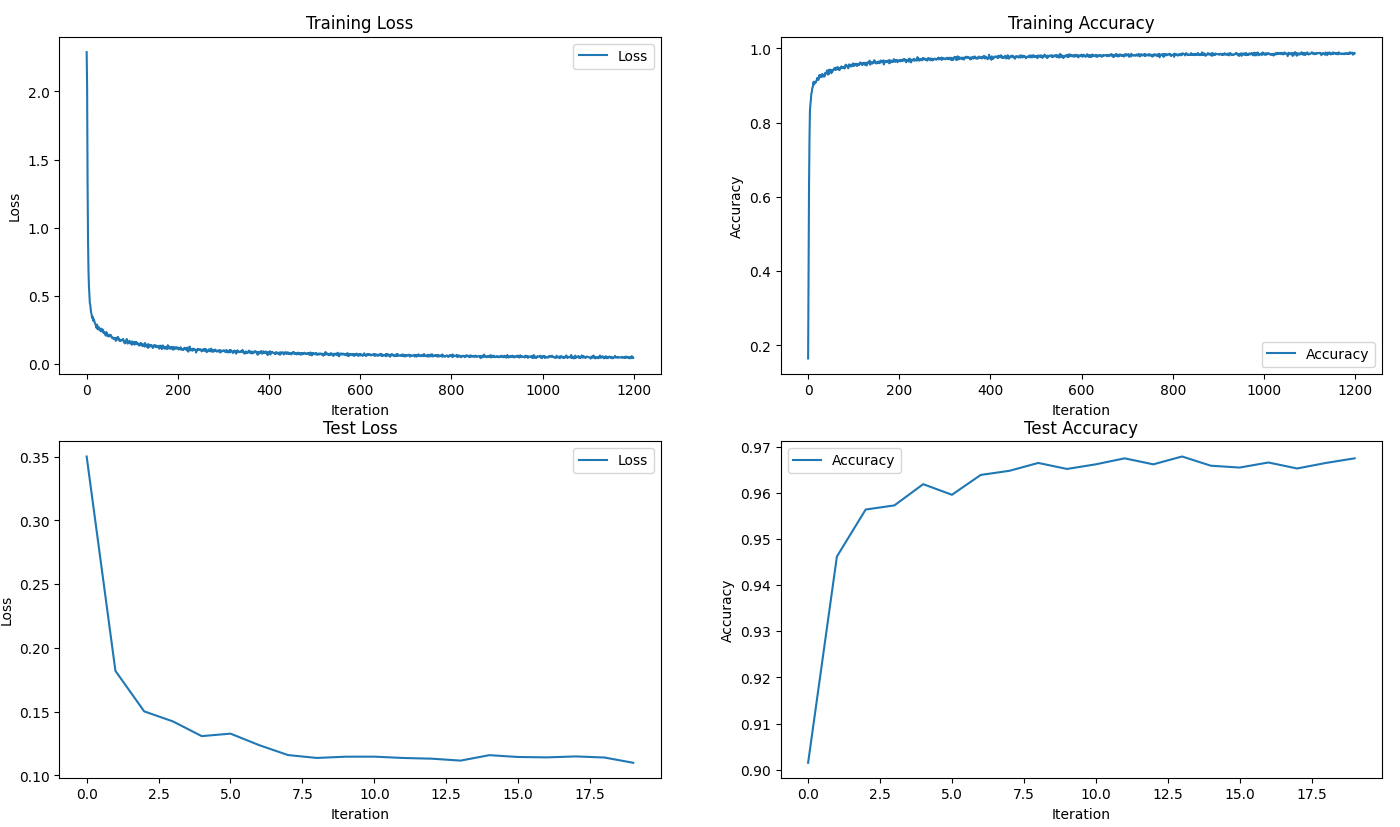 Training Loss
Loss
2.0
1.5
1.0
0.5
0.0
Loss
0 200 400 600 800 1000 1200
Iteration
Training Accuracy
Accuracy
1.0
0.8
0.6
0.4
0.2
Accuracy
0 200 400 600 800 1000 1200
Iteration
Test Loss
Loss
0.35
0.30
0.25
0.20
0.15
0.10
Loss
0.0 2.5 5.0 7.5 10.0 12.5 15.0 17.5
Iteration
Test Accuracy
Accuracy
0.97
0.96
0.95
0.94
0.93
0.92
0.91
0.90
Accuracy
0.0 2.5 5.0 7.5 10.0 12.5 15.0 17.5
Iteration